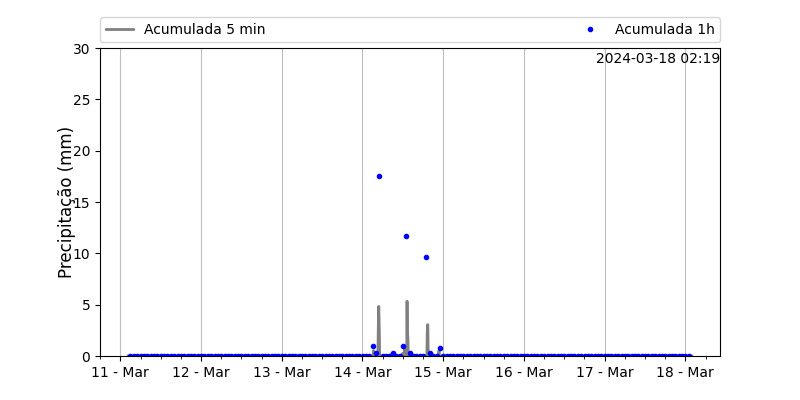 Acumulada 5 min
Acumulada 1h
2024-03-18 02:19
Precipitação (mm)
30
25
20
15
10
5
0
11 - Mar
12 - Mar
13 - Mar
14 - Mar
15 - Mar
16 - Mar
17 - Mar
18 - Mar